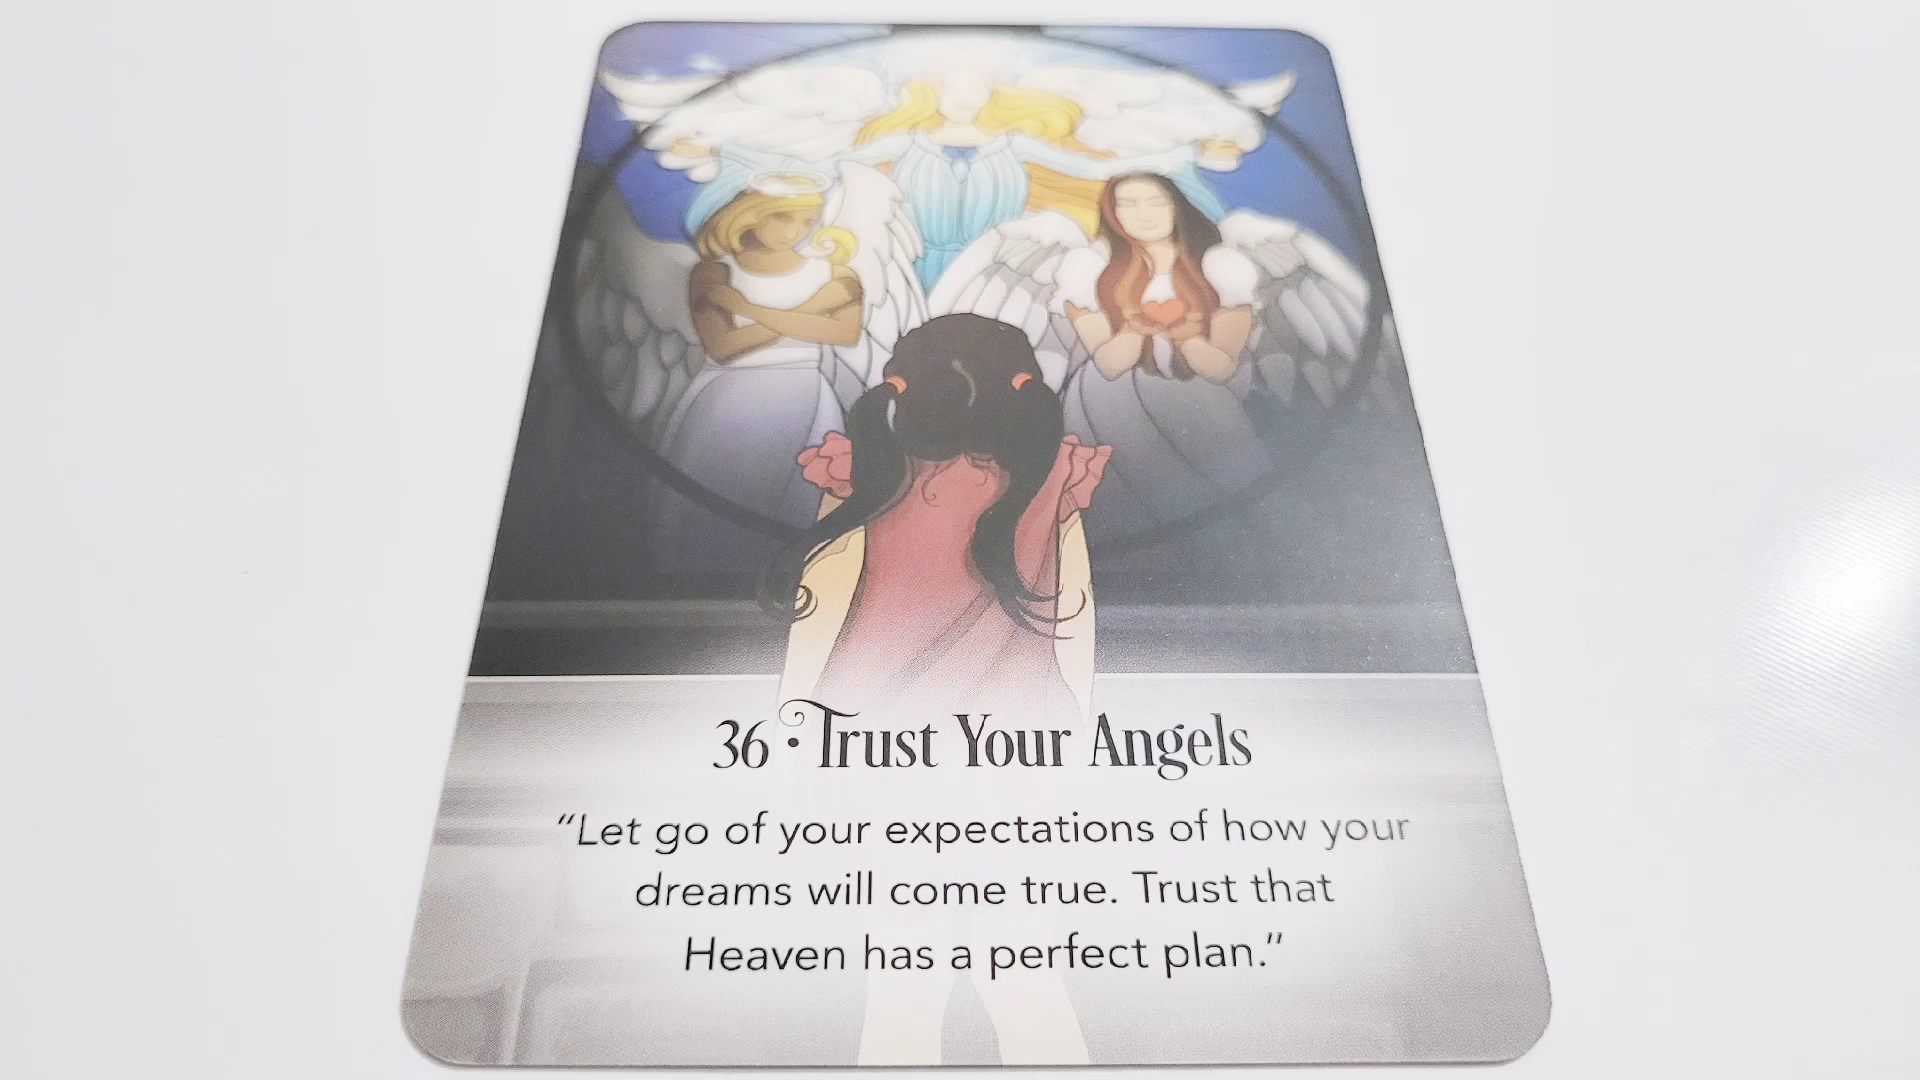 36 • Trust Your Angels
"Let go of your expectations of how your
dreams will come true. Trust that
Heaven has a perfect plan."